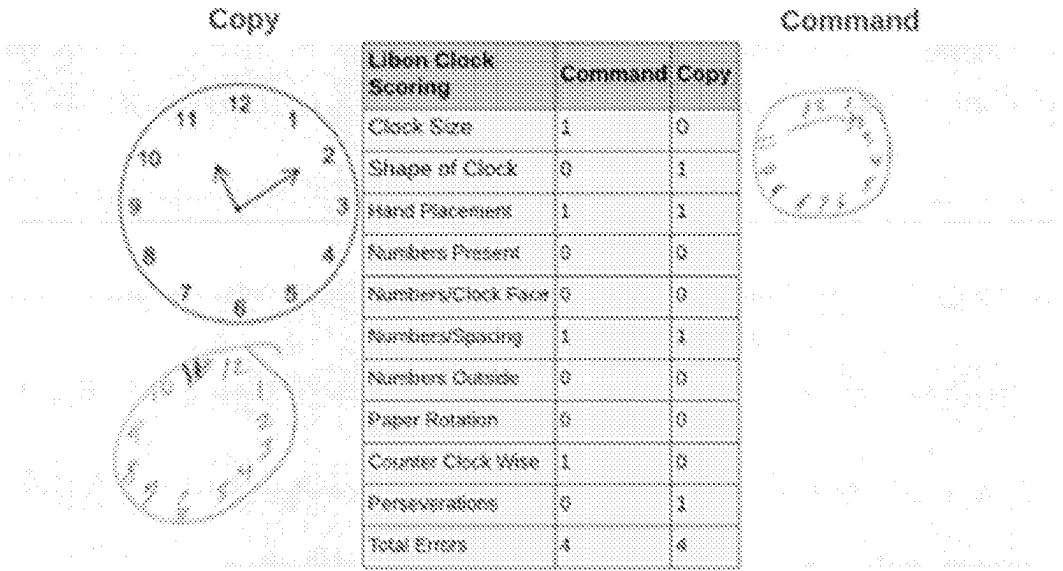 Copy
Command
Libon Clock Scoring Command Copy
Clock Size 1 0
Shape of Clock 0 1
Hand Placement 1 1
Numbers Present 0 0
Numbers/Clock Face 0 0
Numbers/Spacing 1 1
Numbers Outside 0 0
Paper Rotation 0 0
Counter Clock Wise 1 0
Perseverations 0 1
Total Errors 4 4
12
11 1
10 2
9 3
8 4
7 5
6